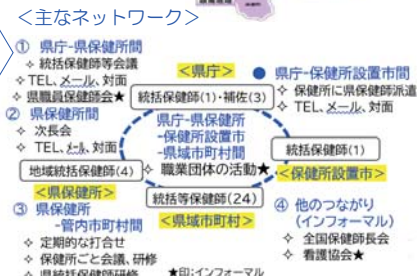 ＜主なネットワーク＞
① 県庁-県保健所間
✧ 統括保健師等会議
✧ TEL、メール、対面
✧ 県職員保健師会★
② 県保健所間
✧ 次長会
✧ TEL、メール、対面
地域統括保健師(4)
＜県保健所＞
③ 県保健所
-管内市町村間
✧ 定期的な打合せ
✧ 保健所ごと会議、研修
✧ 県統括保健師研修
＜県庁＞
統括保健師(1)・補佐(3)
県庁-県保健所
-保健所設置市
-県域市町村間
✧ 職業団体の活動★
統括等保健師(24)
＜県域市町村＞
★印：インフォーマル
● 県庁-保健所設置市間
✧ 保健所に県保健師派遣
✧ TEL、メール、対面
統括保健師(1)
＜保健所設置市＞
④ 他のつながり
（インフォーマル）
✧ 全国保健師長会
✧ 看護協会★